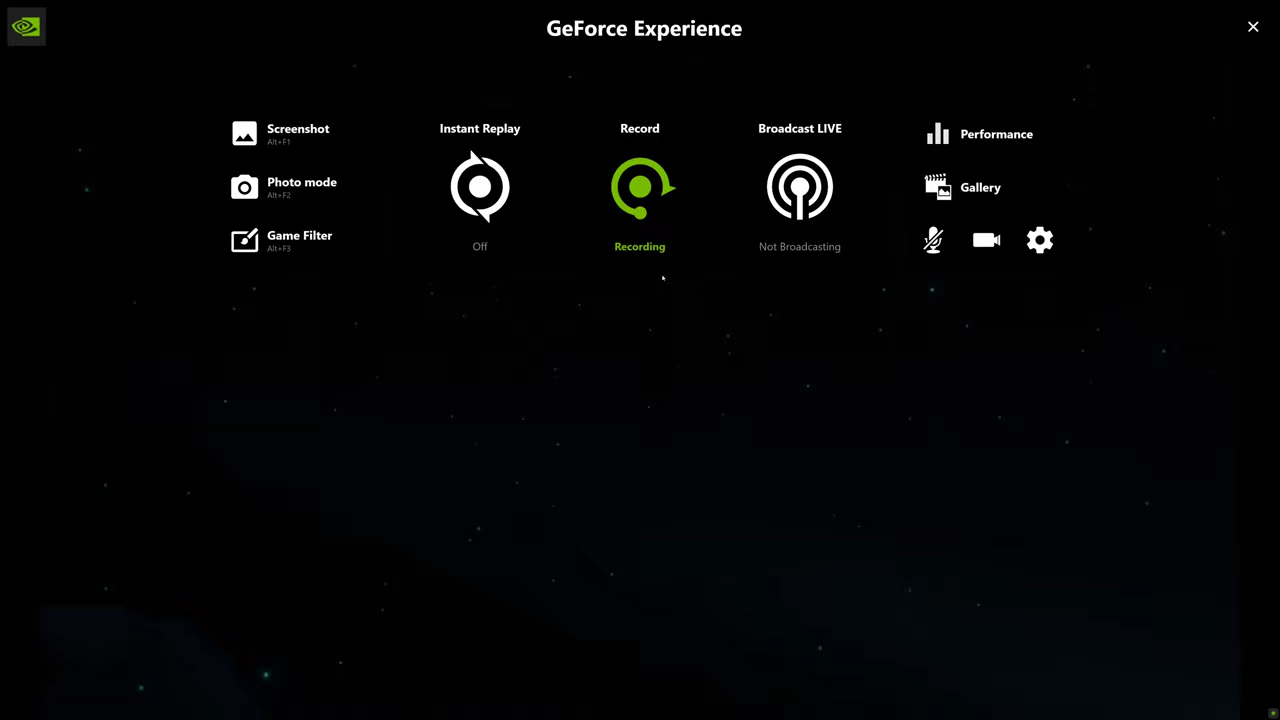 GeForce Experience
Screenshot
Alt+F1
Photo mode
Alt+F2
Game Filter
Alt+F3
Instant Replay
Off
Record
Recording
Broadcast LIVE
Not Broadcasting
Performance
Gallery